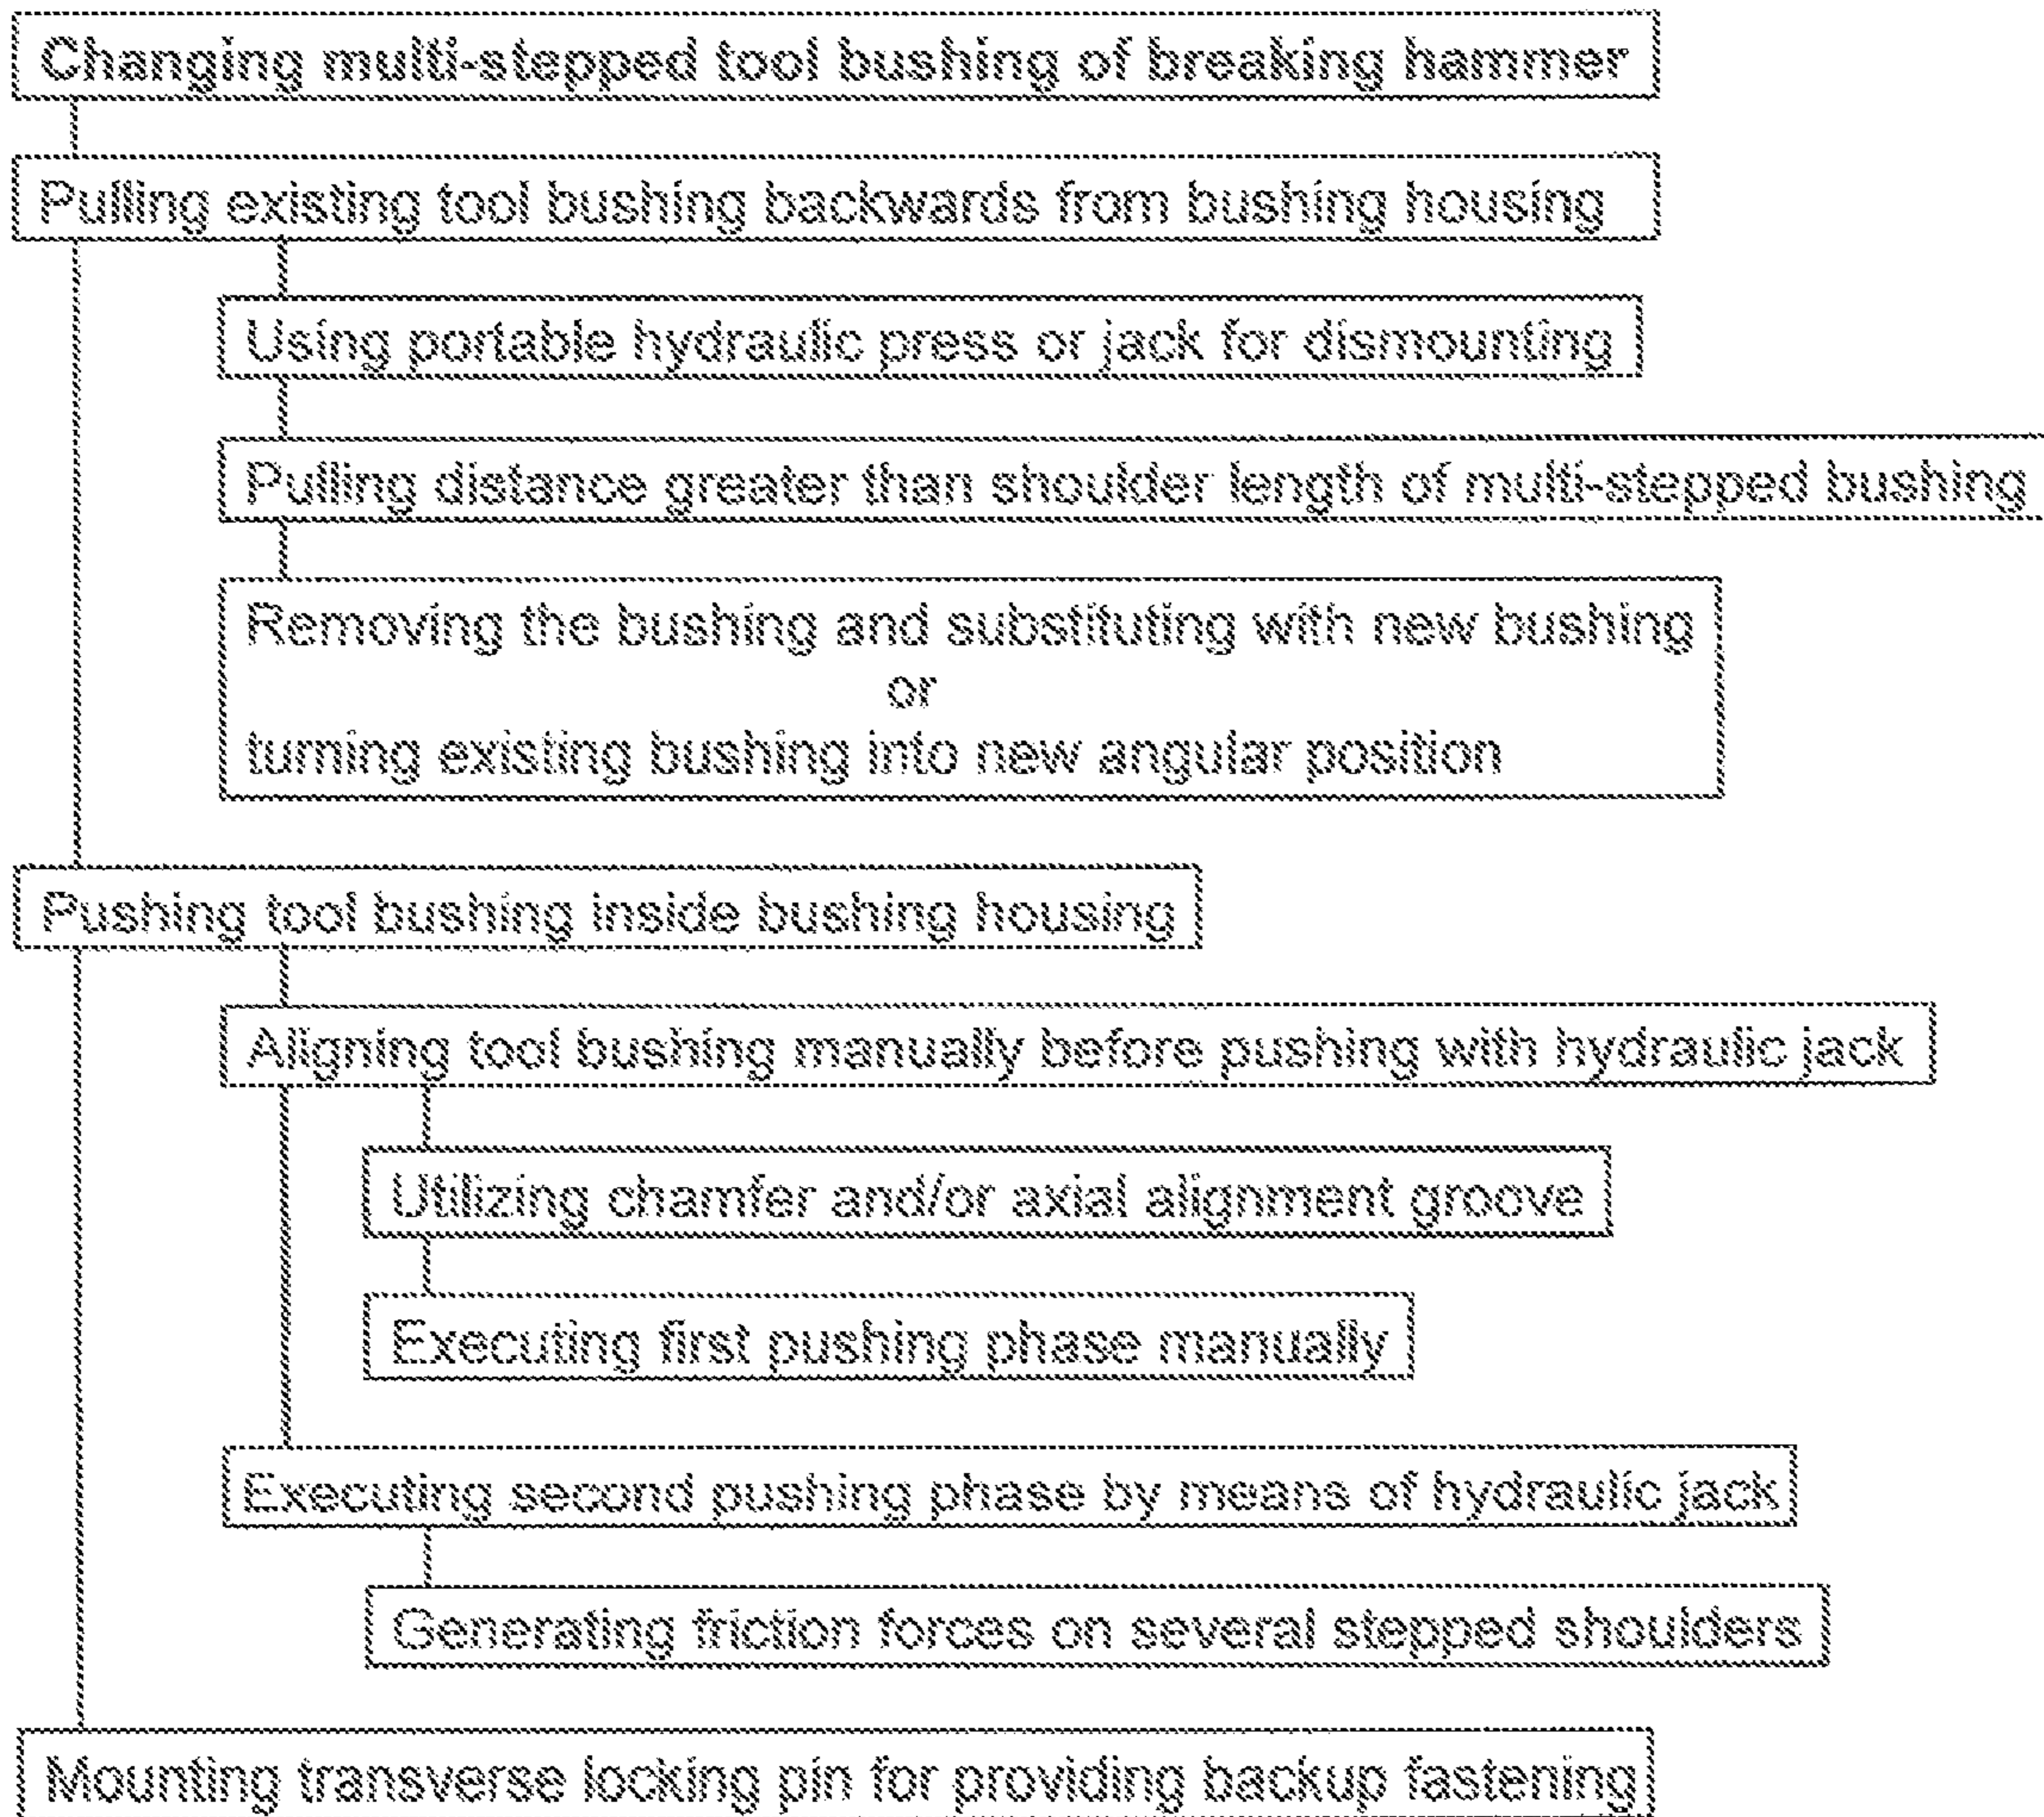 Changing multi-stepped tool bushing of breaking hammer
Pulling existing tool bushing backwards from bushing housing
Using portable hydraulic press or jack for dismounting
Pulling distance greater than shoulder length of multi-stepped bushing
Removing the bushing and substituting with new bushing
or
turning existing bushing into new angular position
Pushing tool bushing inside bushing housing
Aligning tool bushing manually before pushing with hydraulic jack
Utilizing chamfer and/or axial alignment groove
Executing first pushing phase manually
Executing second pushing phase by means of hydraulic jack
Generating friction forces on several stepped shoulders
Mounting transverse locking pin for providing backup fastening